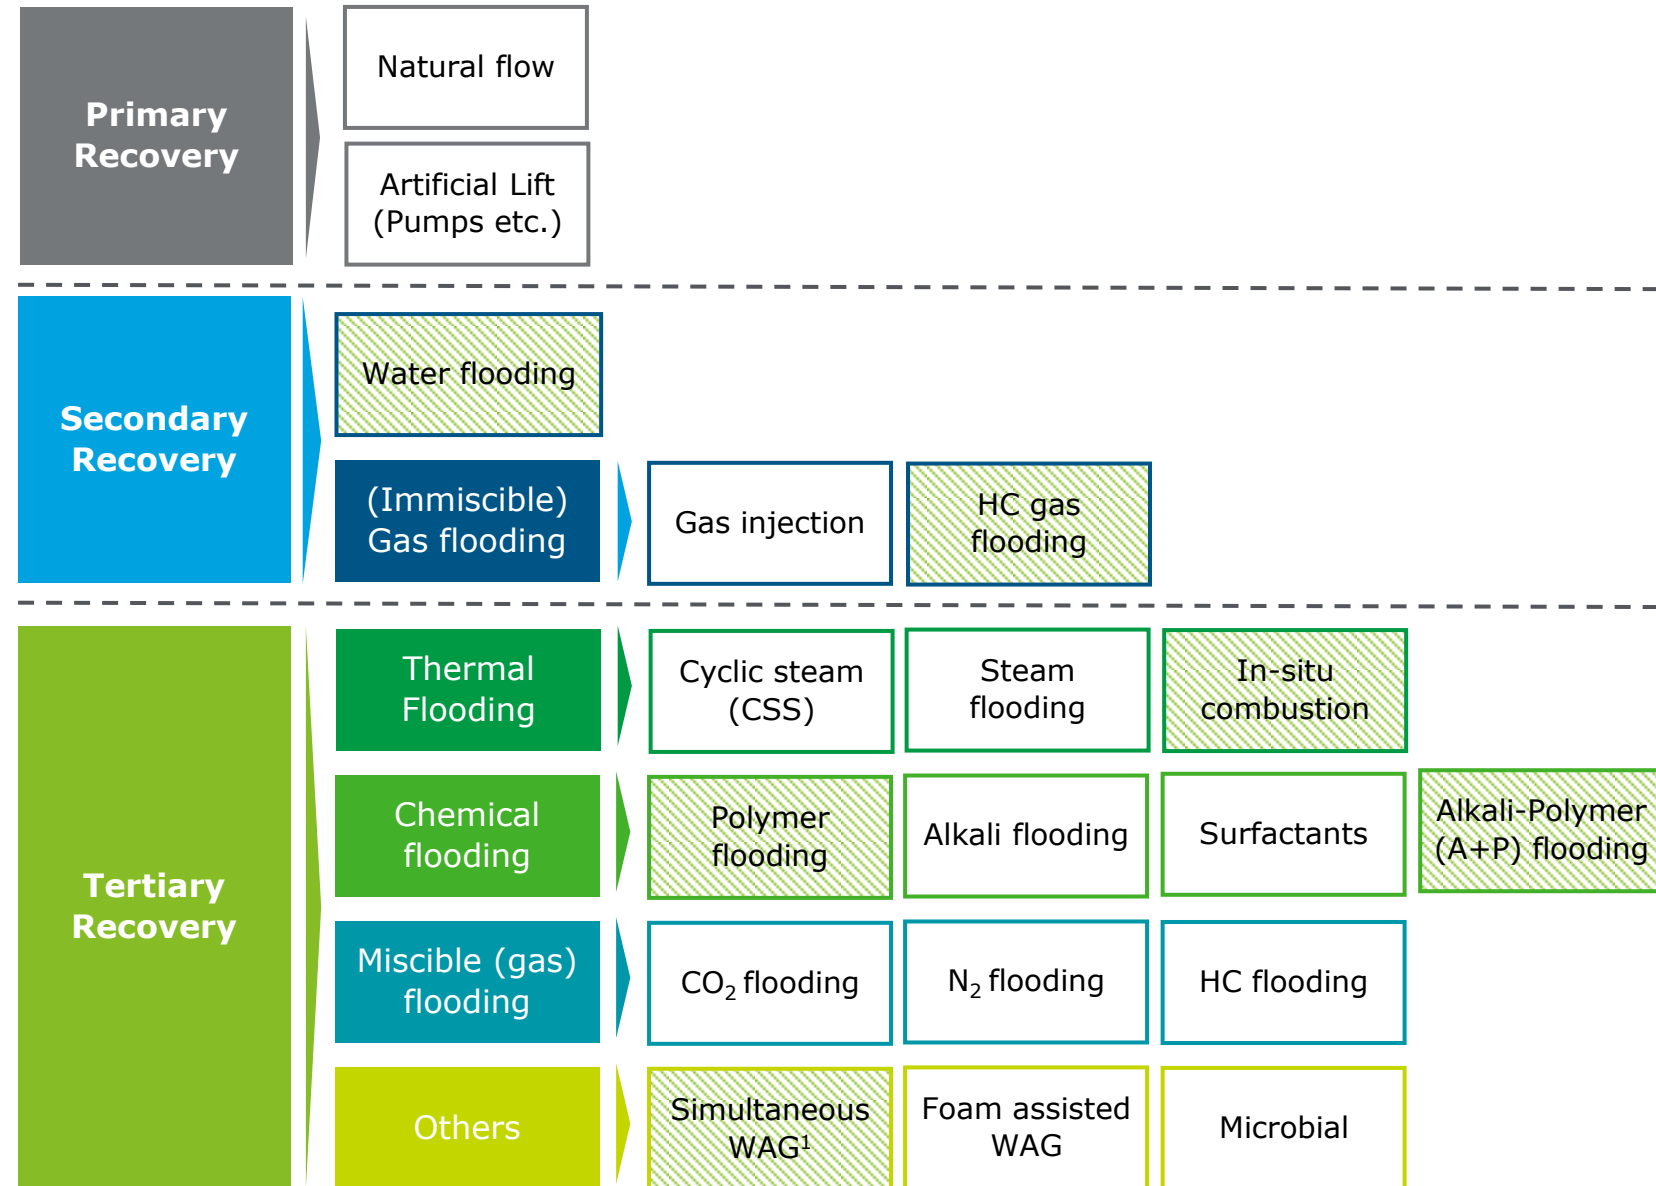 Primary
Recovery
Natural flow
Artificial Lift
(Pumps etc.)
Secondary
Recovery
Water flooding
(Immiscible)
Gas flooding
Gas injection
HC gas
flooding
Tertiary
Recovery
Thermal
Flooding
Cyclic steam
(CSS)
Steam
flooding
In-situ
combustion
Chemical
flooding
Polymer
flooding
Alkali flooding
Surfactants
Alkali-Polymer
(A+P) flooding
Miscible (gas)
flooding
CO₂ flooding
N₂ flooding
HC flooding
Others
Simultaneous
WAG¹
Foam assisted
WAG
Microbial